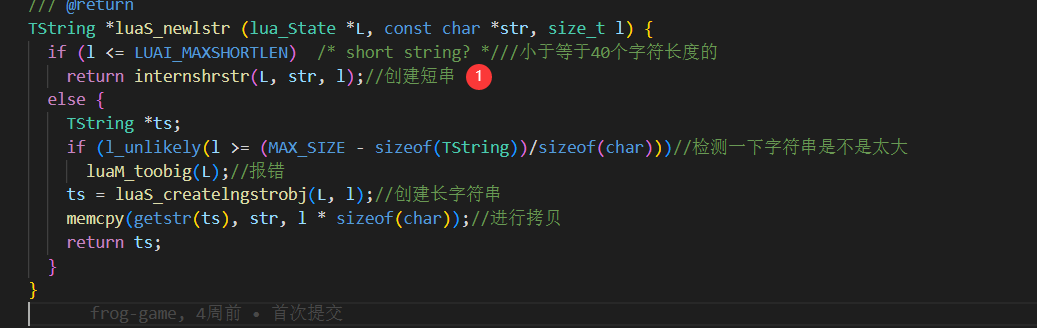 /// @return
TString *luaS_newlstr (lua_State *L, const char *str, size_t l) {
  if (l <= LUAI_MAXSHORTLEN)  /* short string? *///小于等于40个字符长度的
    return internshrstr(L, str, l);//创建短串 1
  else {
    TString *ts;
    if (l_unlikely(l >= (MAX_SIZE - sizeof(TString))/sizeof(char)))//检测一下字符串是不是太大
      luaM_toobig(L);//报错
    ts = luaS_createlngstrobj(L, l);//创建长字符串
    memcpy(getstr(ts), str, l * sizeof(char));//进行拷贝
    return ts;
  }
}
frog-game, 4周前 • 首次提交